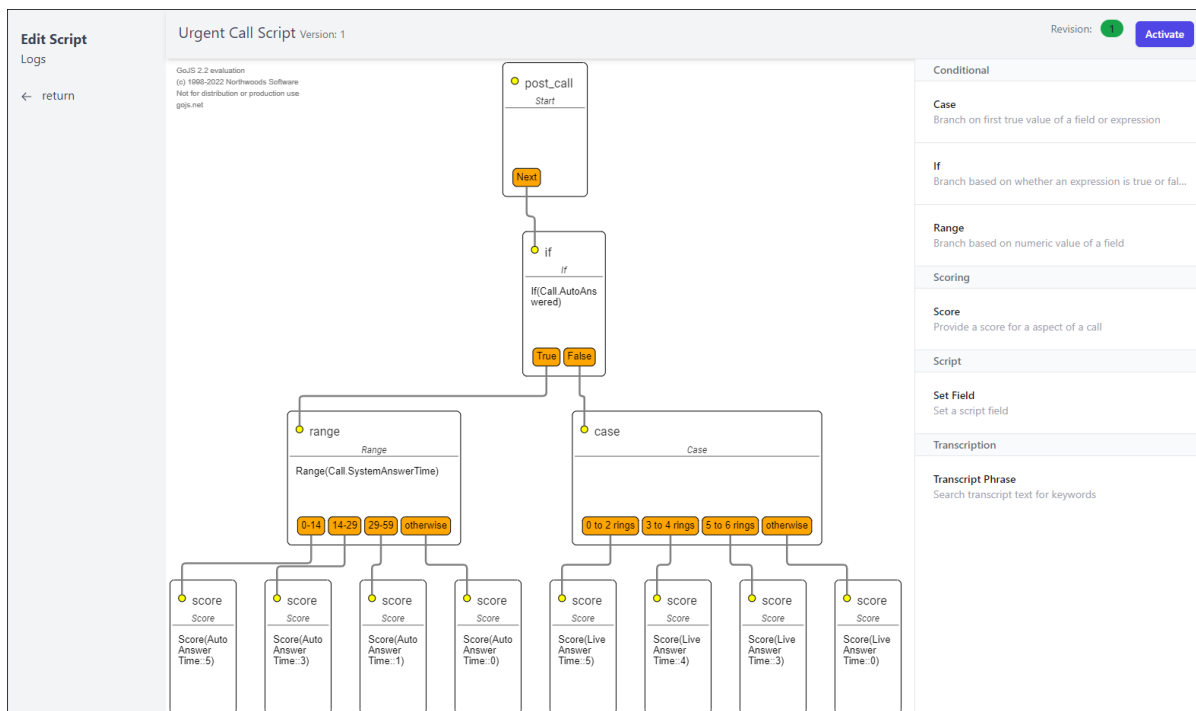 Edit Script
Logs
← return
Urgent Call Script Version: 1
Revision: 1 Activate
GoJS 2.2 evaluation
(c) 1998-2022 Northwoods Software
Not for distribution or production use
gojs.net
post_call
Start
Next
if
If
If(Call.AutoAns
wered)
True False
range
Range
Range(Call.SystemAnswerTime)
0-14 14-29 29-59 otherwise
case
Case
0 to 2 rings 3 to 4 rings 5 to 6 rings otherwise
score
Score
Score(Auto
Answer
Time::5)
score
Score
Score(Auto
Answer
Time::3)
score
Score
Score(Auto
Answer
Time::1)
score
Score
Score(Auto
Answer
Time::0)
score
Score
Score(Live
Answer
Time::5)
score
Score
Score(Live
Answer
Time::4)
score
Score
Score(Live
Answer
Time::3)
score
Score
Score(Live
Answer
Time::0)
Conditional
Case
Branch on first true value of a field or expression
If
Branch based on whether an expression is true or fal...
Range
Branch based on numeric value of a field
Scoring
Score
Provide a score for a aspect of a call
Script
Set Field
Set a script field
Transcription
Transcript Phrase
Search transcript text for keywords